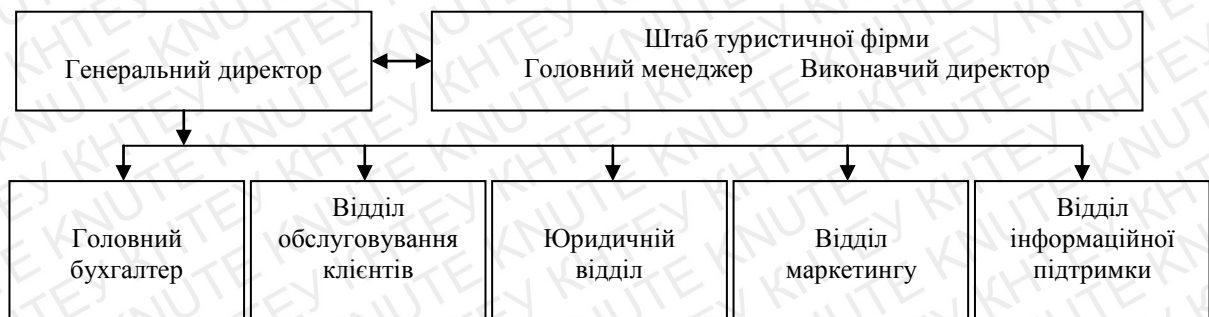 Генеральний директор
Штаб туристичної фірми
Головний менеджер Виконавчий директор
Головний
бухгалтер
Відділ
обслуговування
клієнтів
Юридичній
відділ
Відділ
маркетингу
Відділ
інформаційної
підтримки